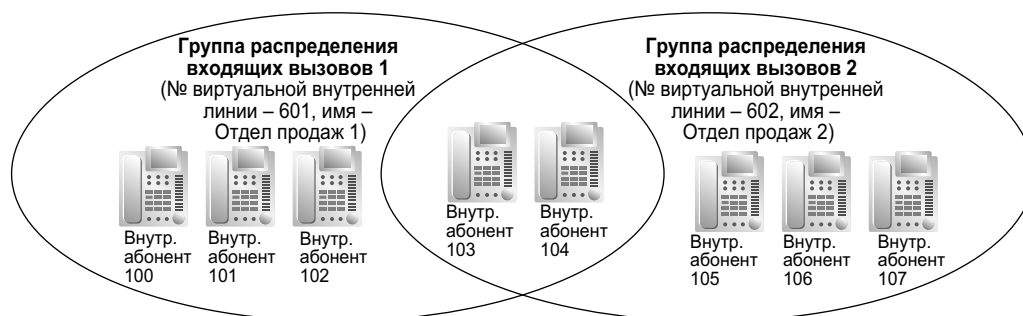 Группа распределения
входящих вызовов 1
(№ виртуальной внутренней
линии – 601, имя –
Отдел продаж 1)
Группа распределения
входящих вызовов 2
(№ виртуальной внутренней
линии – 602, имя –
Отдел продаж 2)
Внутр.
абонент
100
Внутр.
абонент
101
Внутр.
абонент
102
Внутр.
абонент
103
Внутр.
абонент
104
Внутр.
абонент
105
Внутр.
абонент
106
Внутр.
абонент
107